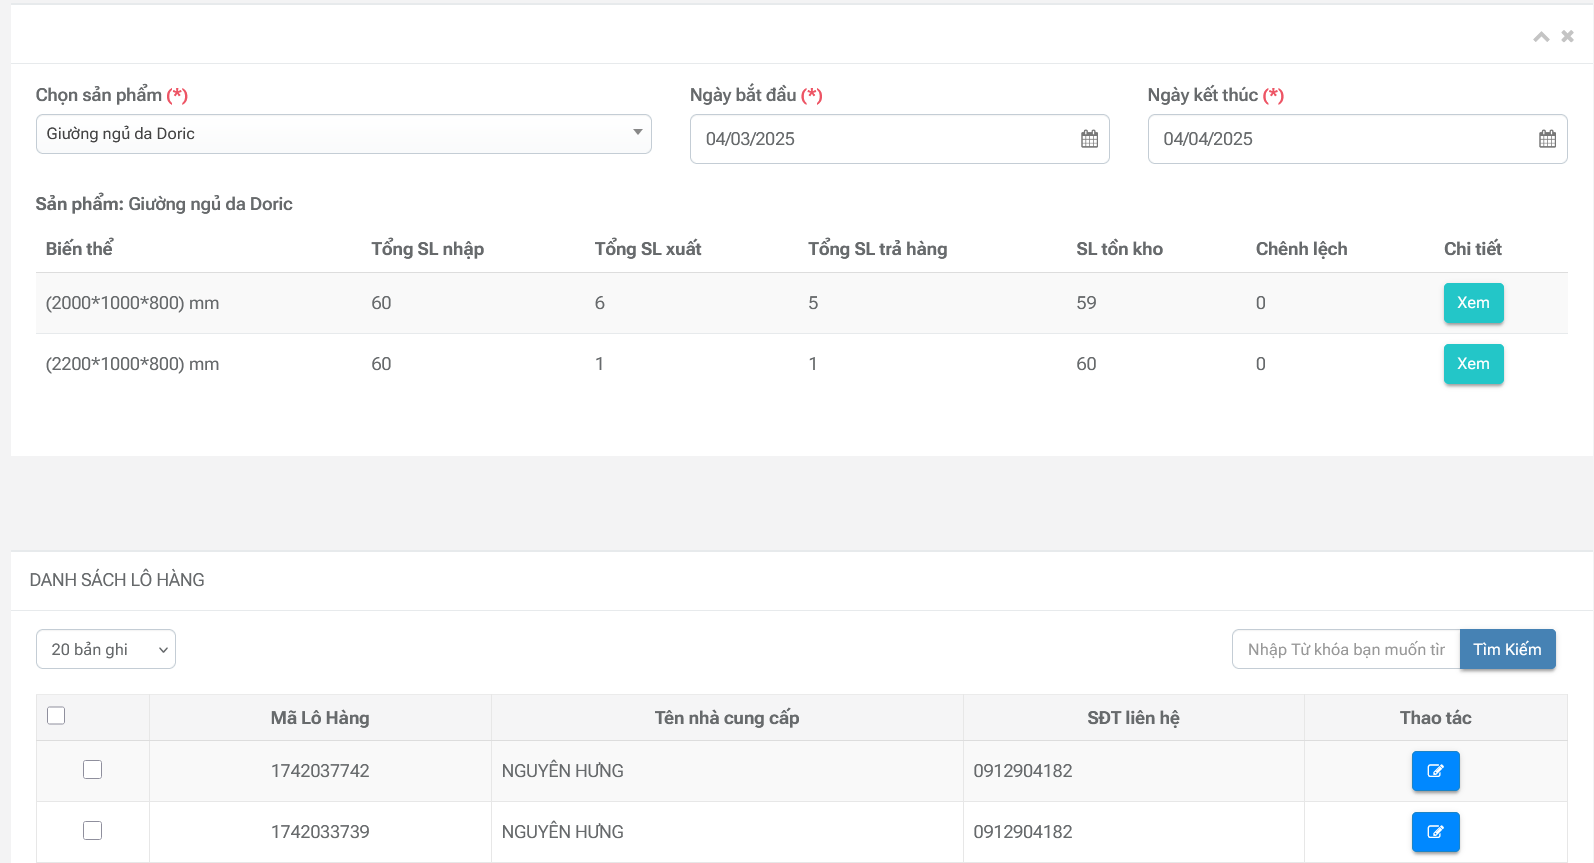 Chọn sản phẩm (*) Ngày bắt đầu (*) Ngày kết thúc (*)
Giường ngủ da Doric 04/03/2025 04/04/2025
Sản phẩm: Giường ngủ da Doric
Biến thể Tổng SL nhập Tổng SL xuất Tổng SL trả hàng SL tồn kho Chênh lệch Chi tiết
(2000*1000*800) mm 60 6 5 59 0 Xem
(2200*1000*800) mm 60 1 1 60 0 Xem
DANH SÁCH LÔ HÀNG
20 bản ghi Nhập Từ khóa bạn muốn tìr Tìm Kiếm
Mã Lô Hàng Tên nhà cung cấp SĐT liên hệ Thao tác
1742037742 NGUYÊN HƯNG 0912904182
1742033739 NGUYÊN HƯNG 0912904182